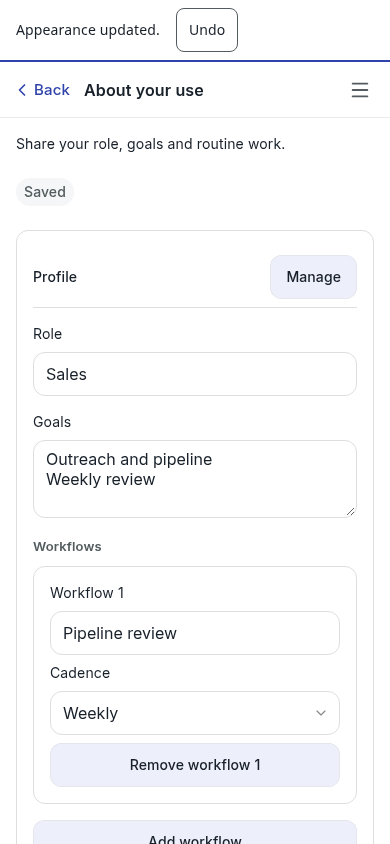 Appearance updated.
Undo
Back
About your use
Share your role, goals and routine work.
Saved
Profile
Manage
Role
Sales
Goals
Outreach and pipeline
Weekly review
Workflows
Workflow 1
Pipeline review
Cadence
Weekly
Remove workflow 1
Add workflow